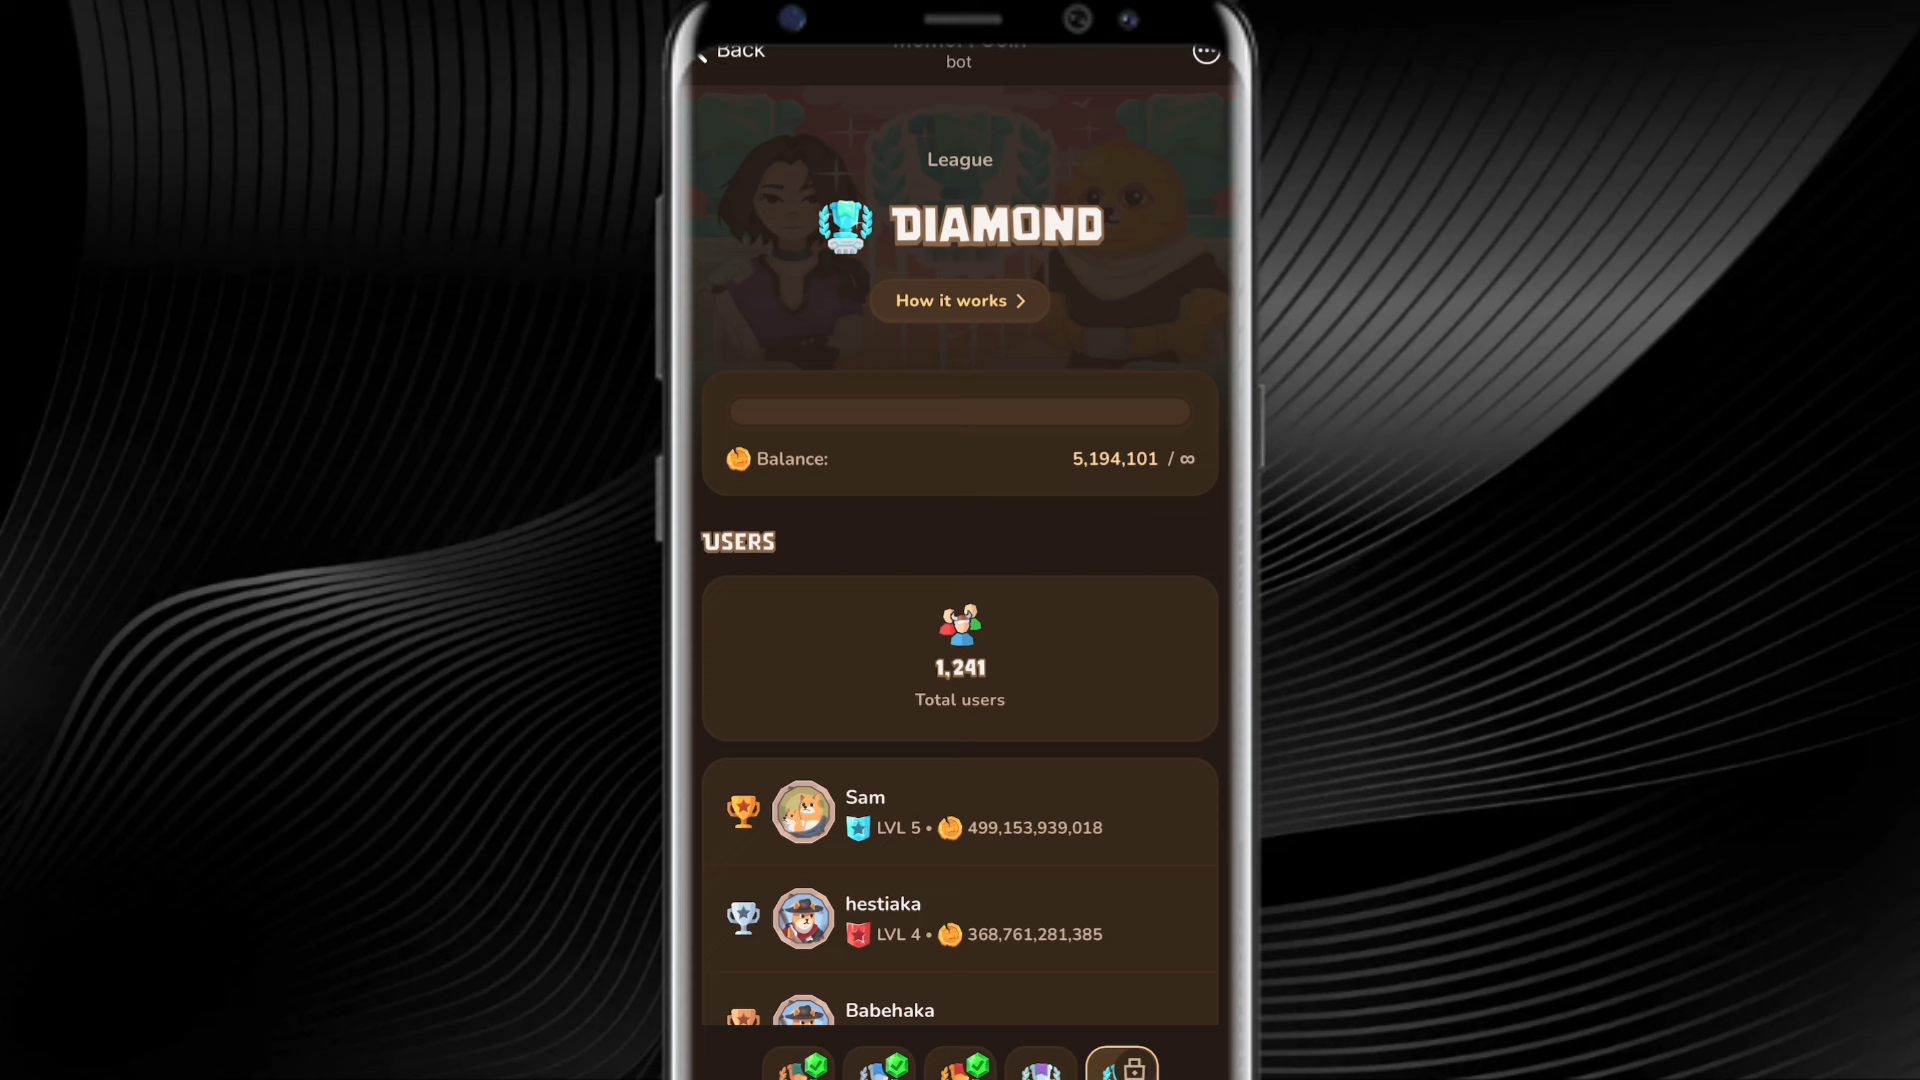 Back
bot
League
DIAMOND
How it works
Balance:
5,194,101 / ∞
USERS
1,241
Total users
Sam
LVL 5 • 499,153,939,018
hestiaka
LVL 4 • 368,761,281,385
Babehaka